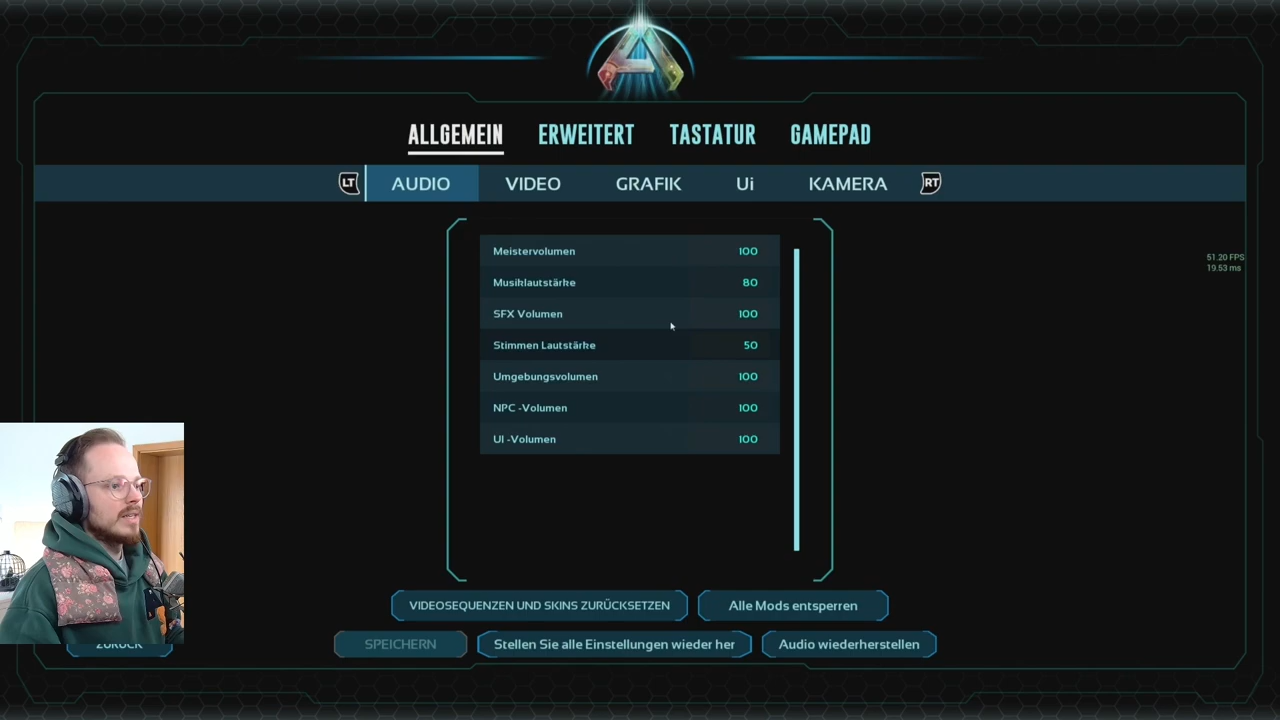 ALLGEMEIN ERWEITERT TASTATUR GAMEPAD
LT AUDIO VIDEO GRAFIK Ui KAMERA RT
Meistervolumen 100
51.20 FPS
19.53 ms
Musiklautstärke 80
SFX Volumen 100
Stimmen Lautstärke 50
Umgebungsvolumen 100
NPC -Volumen 100
UI -Volumen 100
VIDEOSEQUENZEN UND SKINS ZURÜCKSETZEN Alle Mods entsperren
ZURÜCK SPEICHERN Stellen Sie alle Einstellungen wieder her Audio wiederherstellen